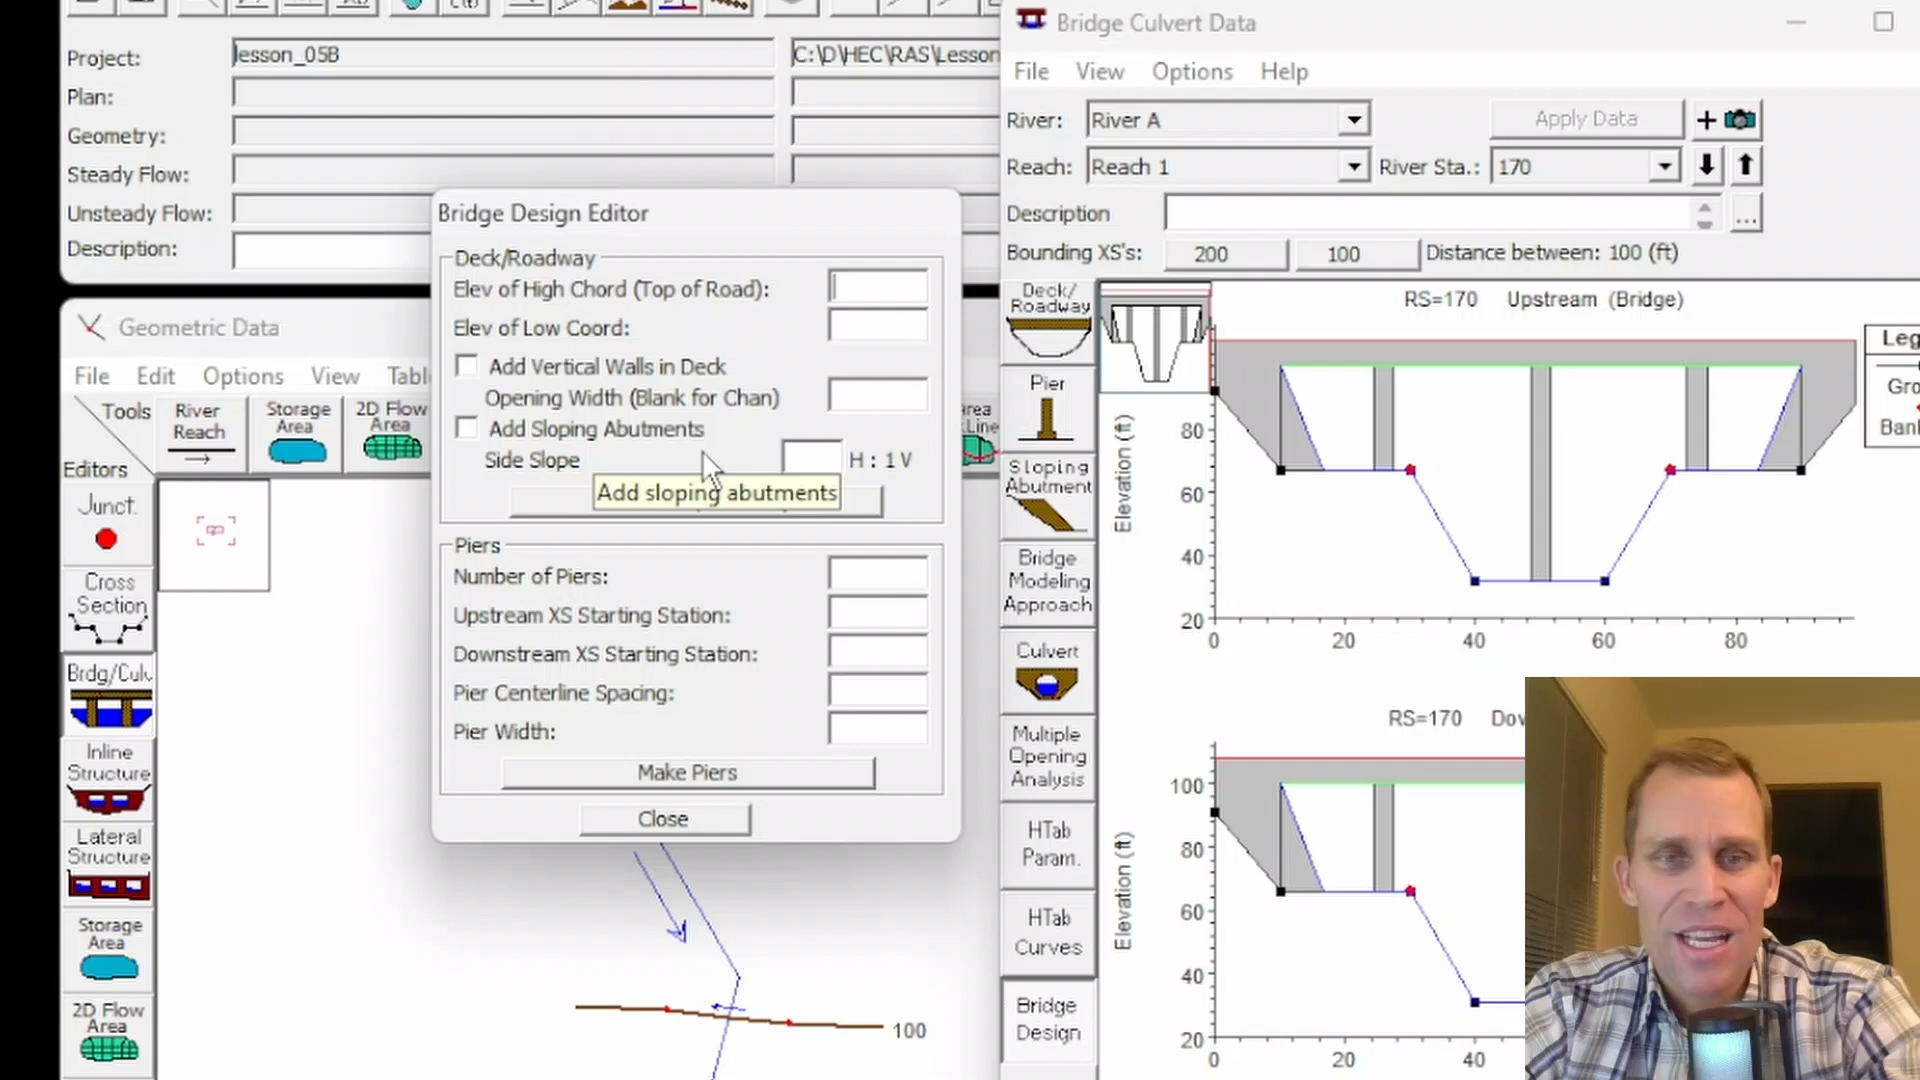 Project:
lesson_05B
C:\D\HEC\RAS\Lesson
Plan:
Geometry:
Steady Flow:
Unsteady Flow:
Description:
Bridge Design Editor
Deck/Roadway
Elev of High Chord (Top of Road):
Elev of Low Coord:
Add Vertical Walls in Deck
Opening Width (Blank for Chan)
Add Sloping Abutments
Side Slope
H : 1 V
Add sloping abutments
Piers
Number of Piers:
Upstream XS Starting Station:
Downstream XS Starting Station:
Pier Centerline Spacing:
Pier Width:
Make Piers
Close
Geometric Data
File Edit Options View Tabl
Tools
Editors
River
Reach
Storage
Area
2D Flow
Area
Junct.
Cross
Section
Brdg/Culv
Inline
Structure
Lateral
Structure
Storage
Area
2D Flow
Area
100
Bridge Culvert Data
File View Options Help
River:
River A
Apply Data
+
Reach:
Reach 1
River Sta.:
170
Description
...
Bounding XS's:
200
100
Distance between: 100 (ft)
Deck/
Roadway
Pier
Sloping
Abutment
Bridge
Modeling
Approach
Culvert
Multiple
Opening
Analysis
HTab
Param.
HTab
Curves
Bridge
Design
RS=170 Upstream (Bridge)
Leg
Gro
Bank
Elevation (ft)
80
60
40
20
0 20 40 60 80
RS=170 Dow
Elevation (ft)
100
80
60
40
20
0 20 40